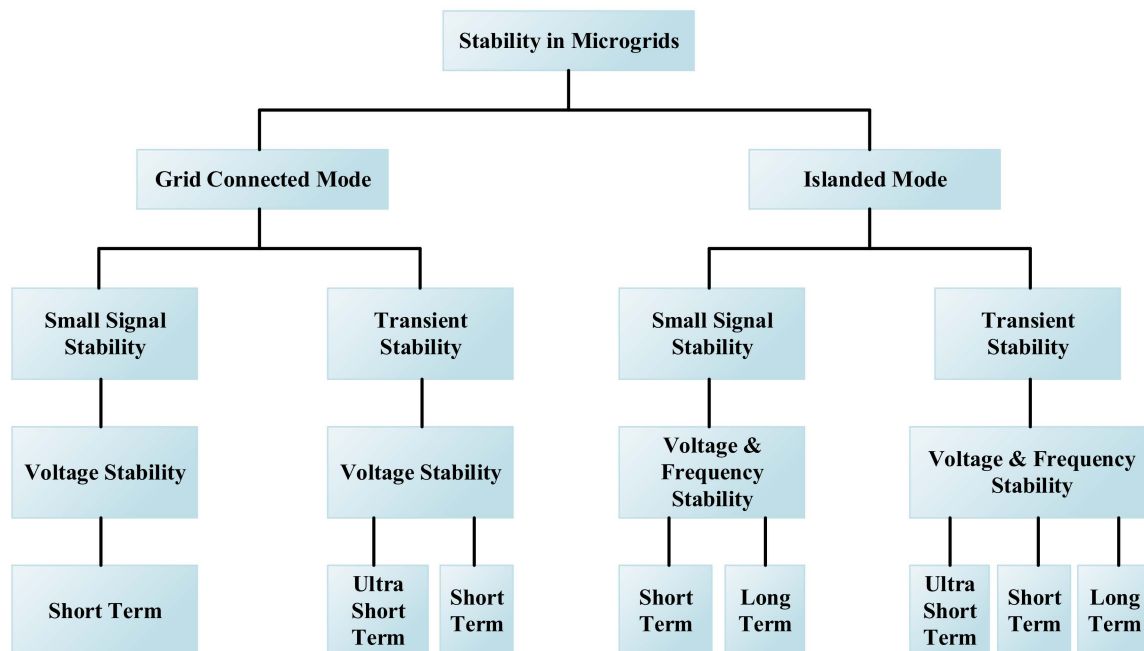 Stability in Microgrids
Grid Connected Mode
Islanded Mode
Small Signal
Stability
Transient
Stability
Small Signal
Stability
Transient
Stability
Voltage Stability
Voltage Stability
Voltage &
Frequency
Stability
Voltage & Frequency
Stability
Short Term
Ultra
Short
Term
Short
Term
Short
Term
Long
Term
Ultra
Short
Term
Short
Term
Long
Term